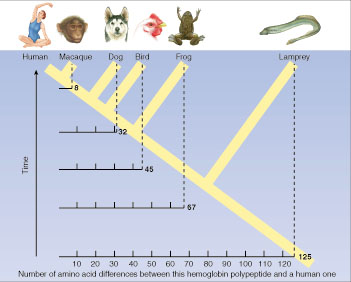 Human Macaque Dog Bird Frog Lamprey
8
32
45
67
125
Time
10 20 30 40 50 60 70 80 90 100 110 120
Number of amino acid differences between this hemoglobin polypeptide and a human one